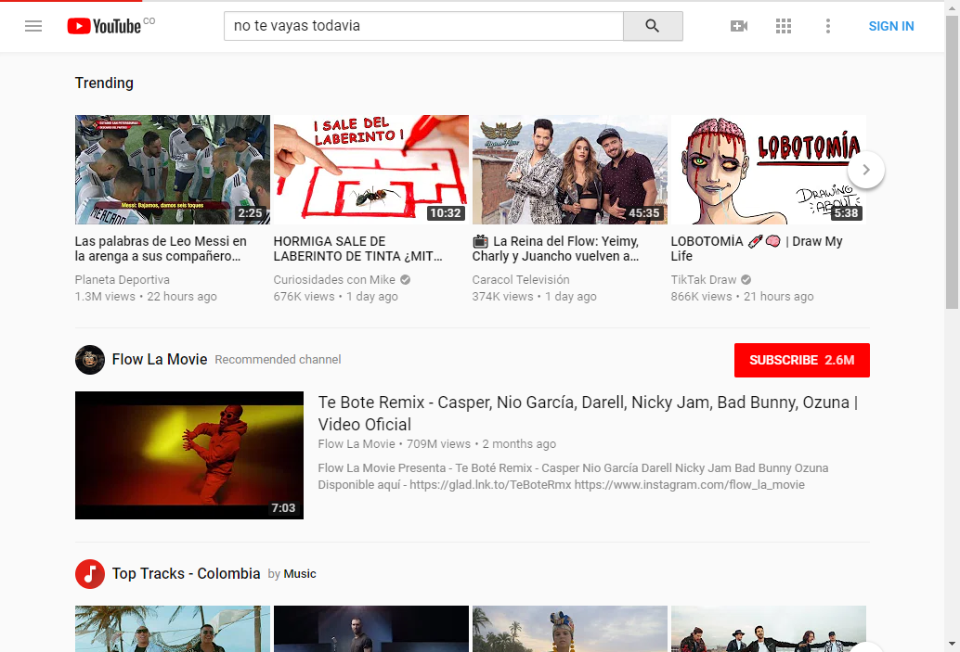 YouTube CO
no te vayas todavia
SIGN IN
Trending
2:25
¡ SALE DEL
LABERINTO !
10:32
45:35
LOBOTOMÍA
DRAWING
ABOUT
5:38
Las palabras de Leo Messi en
la arenga a sus compañero...
Planeta Deportiva
1.3M views • 22 hours ago
HORMIGA SALE DE
LABERINTO DE TINTA ¿MIT...
Curiosidades con Mike
676K views • 1 day ago
📺 La Reina del Flow: Yeimy,
Charly y Juancho vuelven a...
Caracol Televisión
374K views • 1 day ago
LOBOTOMÍA 🚀🧠 | Draw My
Life
TikTak Draw
866K views • 21 hours ago
Flow La Movie Recommended channel
SUBSCRIBE 2.6M
7:03
Te Bote Remix - Casper, Nio García, Darell, Nicky Jam, Bad Bunny, Ozuna |
Video Oficial
Flow La Movie • 709M views • 2 months ago
Flow La Movie Presenta - Te Boté Remix - Casper Nio García Darell Nicky Jam Bad Bunny Ozuna
Disponible aquí - https://glad.lnk.to/TeBoteRmx https://www.instagram.com/flow_la_movie
Top Tracks - Colombia by Music